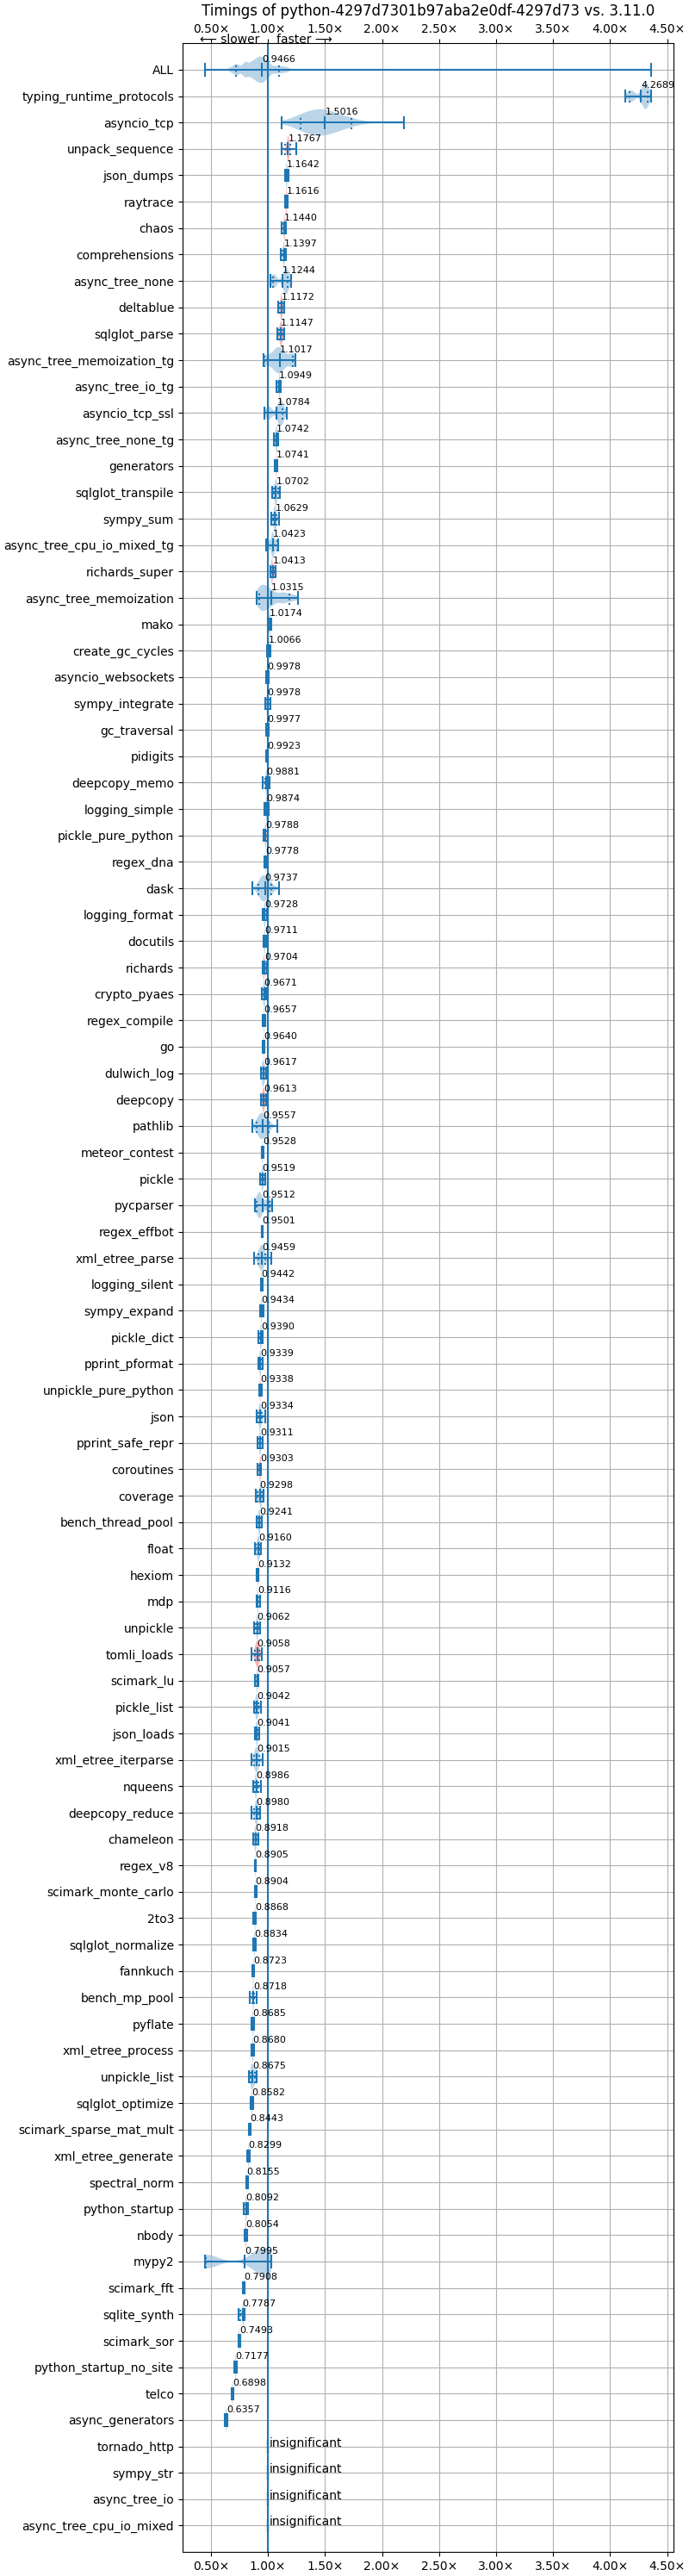 Timings of python-4297d7301b97aba2e0df-4297d73 vs. 3.11.0
0.50× 1.00× 1.50× 2.00× 2.50× 3.00× 3.50× 4.00× 4.50×
⟵ slower faster ⟶
ALL 0.9466
typing_runtime_protocols 4.2689
asyncio_tcp 1.5016
unpack_sequence 1.1767
json_dumps 1.1642
raytrace 1.1616
chaos 1.1440
comprehensions 1.1397
async_tree_none 1.1244
deltablue 1.1172
sqlglot_parse 1.1147
async_tree_memoization_tg 1.1017
async_tree_io_tg 1.0949
asyncio_tcp_ssl 1.0784
async_tree_none_tg 1.0742
generators 1.0741
sqlglot_transpile 1.0702
sympy_sum 1.0629
async_tree_cpu_io_mixed_tg 1.0423
richards_super 1.0413
async_tree_memoization 1.0315
mako 1.0174
create_gc_cycles 1.0066
asyncio_websockets 0.9978
sympy_integrate 0.9978
gc_traversal 0.9977
pidigits 0.9923
deepcopy_memo 0.9881
logging_simple 0.9874
pickle_pure_python 0.9788
regex_dna 0.9778
dask 0.9737
logging_format 0.9728
docutils 0.9711
richards 0.9704
crypto_pyaes 0.9671
regex_compile 0.9657
go 0.9640
dulwich_log 0.9617
deepcopy 0.9613
pathlib 0.9557
meteor_contest 0.9528
pickle 0.9519
pycparser 0.9512
regex_effbot 0.9501
xml_etree_parse 0.9459
logging_silent 0.9442
sympy_expand 0.9434
pickle_dict 0.9390
pprint_pformat 0.9339
unpickle_pure_python 0.9338
json 0.9334
pprint_safe_repr 0.9311
coroutines 0.9303
coverage 0.9298
bench_thread_pool 0.9241
float 0.9160
hexiom 0.9132
mdp 0.9116
unpickle 0.9062
tomli_loads 0.9058
scimark_lu 0.9057
pickle_list 0.9042
json_loads 0.9041
xml_etree_iterparse 0.9015
nqueens 0.8986
deepcopy_reduce 0.8980
chameleon 0.8918
regex_v8 0.8905
scimark_monte_carlo 0.8904
2to3 0.8868
sqlglot_normalize 0.8834
fannkuch 0.8723
bench_mp_pool 0.8718
pyflate 0.8685
xml_etree_process 0.8680
unpickle_list 0.8675
sqlglot_optimize 0.8582
scimark_sparse_mat_mult 0.8443
xml_etree_generate 0.8299
spectral_norm 0.8155
python_startup 0.8092
nbody 0.8054
mypy2 0.7995
scimark_fft 0.7908
sqlite_synth 0.7787
scimark_sor 0.7493
python_startup_no_site 0.7177
telco 0.6898
async_generators 0.6357
tornado_http insignificant
sympy_str insignificant
async_tree_io insignificant
async_tree_cpu_io_mixed insignificant
0.50× 1.00× 1.50× 2.00× 2.50× 3.00× 3.50× 4.00× 4.50×